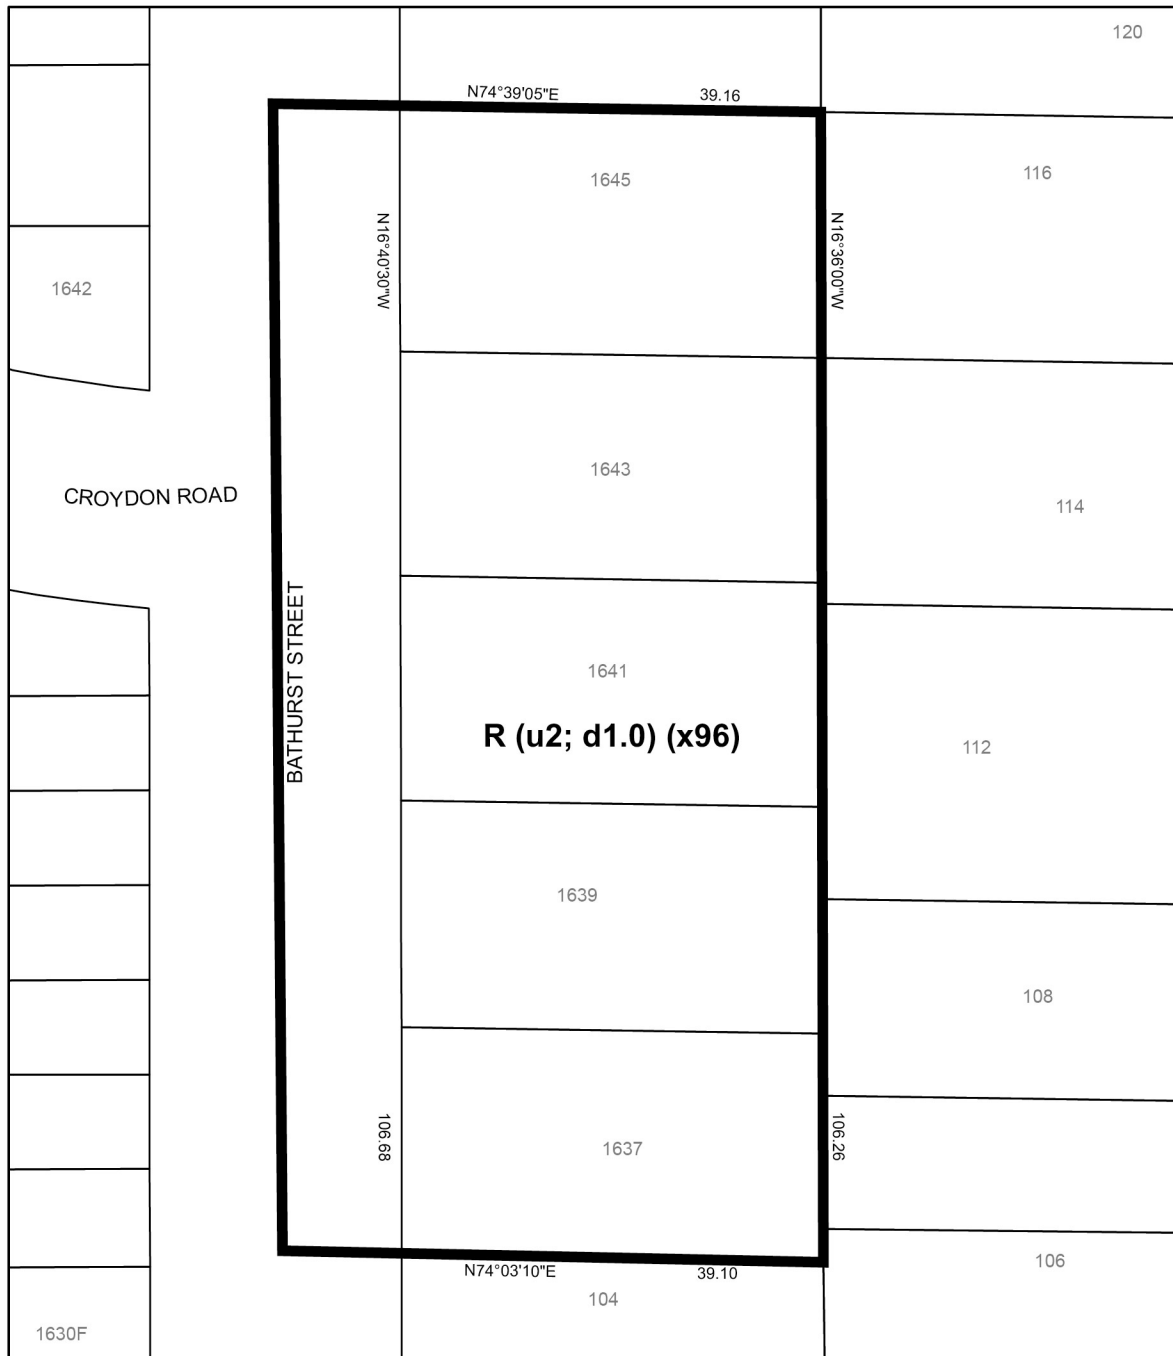 120
N74°39'05"E 39.16
1645
116
N16°40'30"W
N16°36'00"W
1642
1643
CROYDON ROAD
114
BATHURST STREET
1641
R (u2; d1.0) (x96)
112
1639
108
106.68
106.26
1637
106
N74°03'10"E 39.10
104
1630F